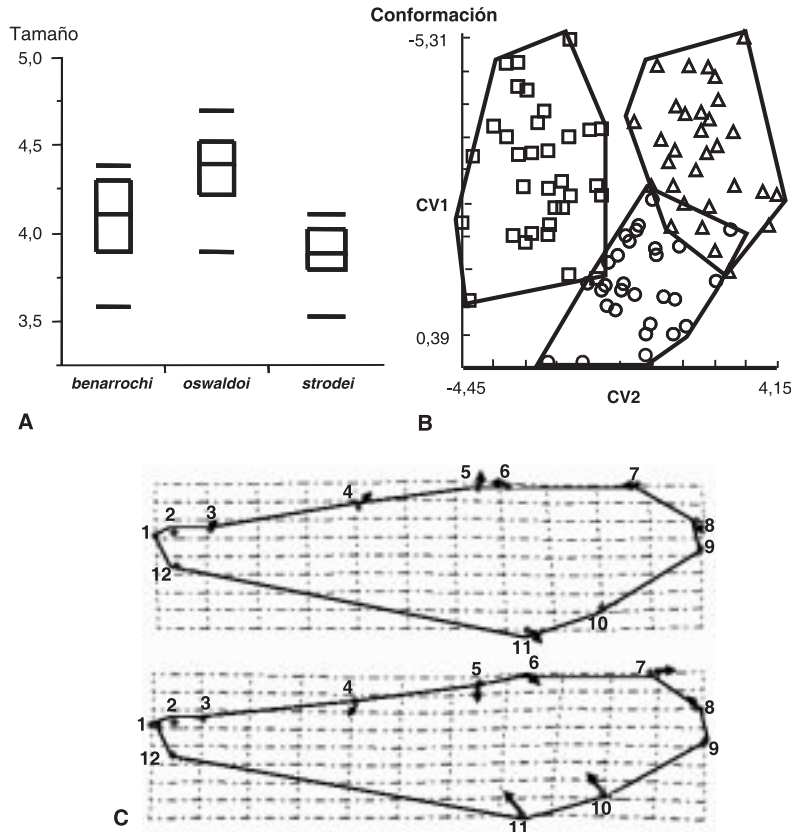 Tamaño
5,0
4,5
4,0
3,5
benarrochi oswaldoi strodei
A
Conformación
-5,31
CV1
0,39
-4,45 4,15
CV2
B
1 2 3 4 5 6 7 8 9 10 11 12
1 2 3 4 5 6 7 8 9 10 11 12
C